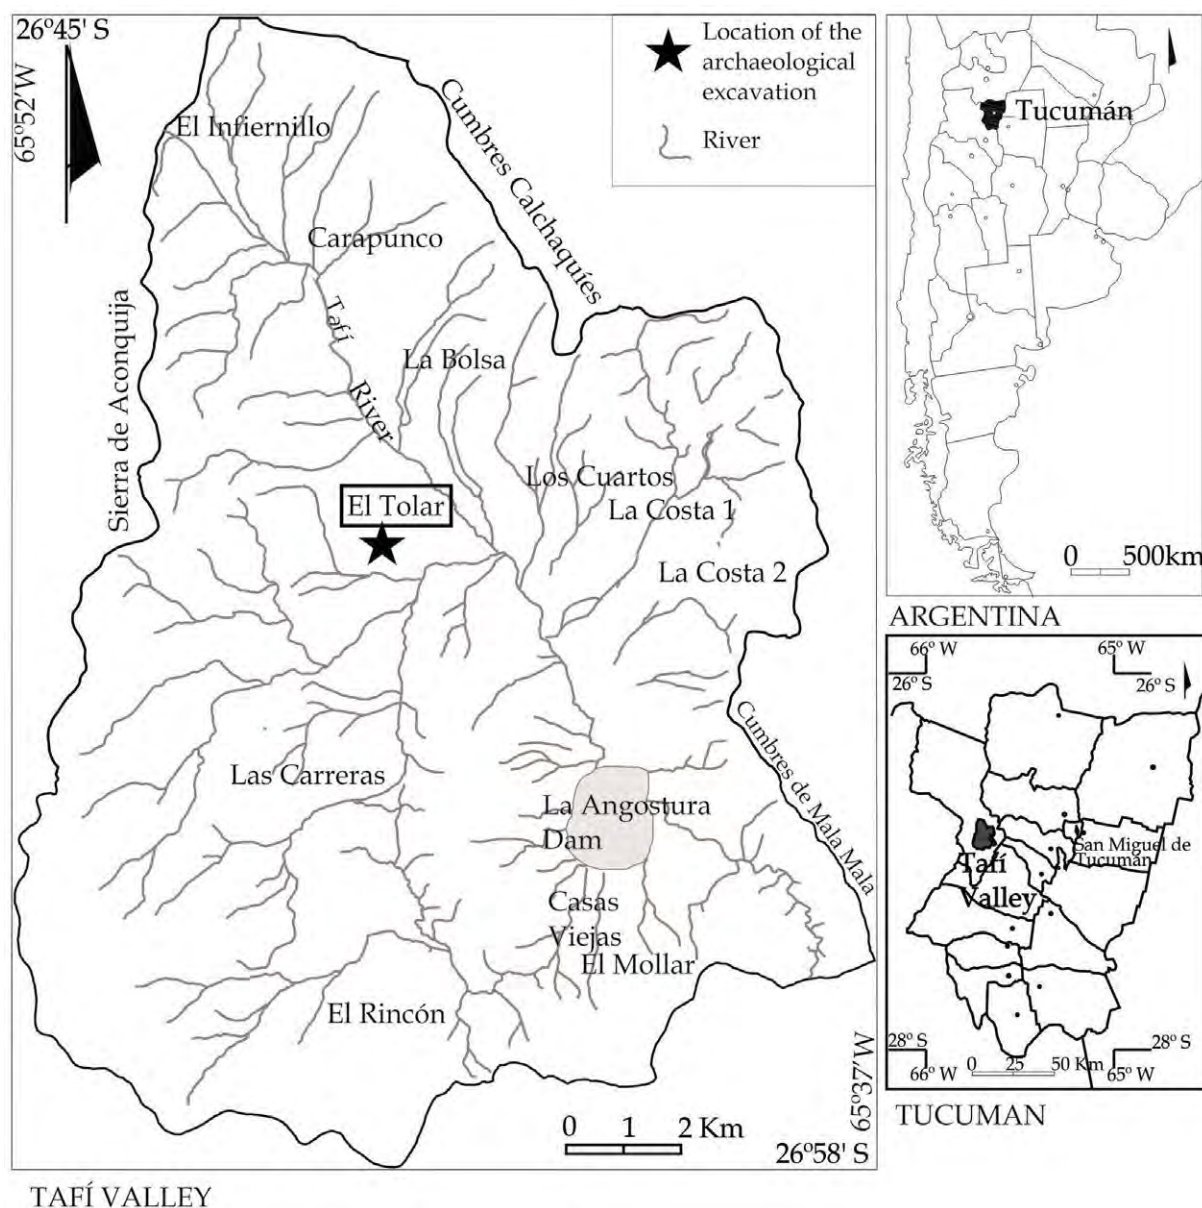 26º45' S
65º52'W
Location of the
archaeological
excavation
River
El Infiernillo
Cumbres Calchaquíes
Carapunco
Sierra de Aconquija
Tafí
River
La Bolsa
Los Cuartos
El Tolar
La Costa 1
La Costa 2
Cumbres de Mala Mala
Las Carreras
La Angostura
Dam
Casas
Viejas
El Mollar
El Rincón
65º37'W
0 1 2 Km
26º58' S
TAFÍ VALLEY
Tucumán
0 500km
ARGENTINA
66º W
65º W
26º S
26º S
San Miguel de
Tucumán
Tafí
Valley
28º S
28º S
0 25 50 Km
66º W
65º W
TUCUMAN